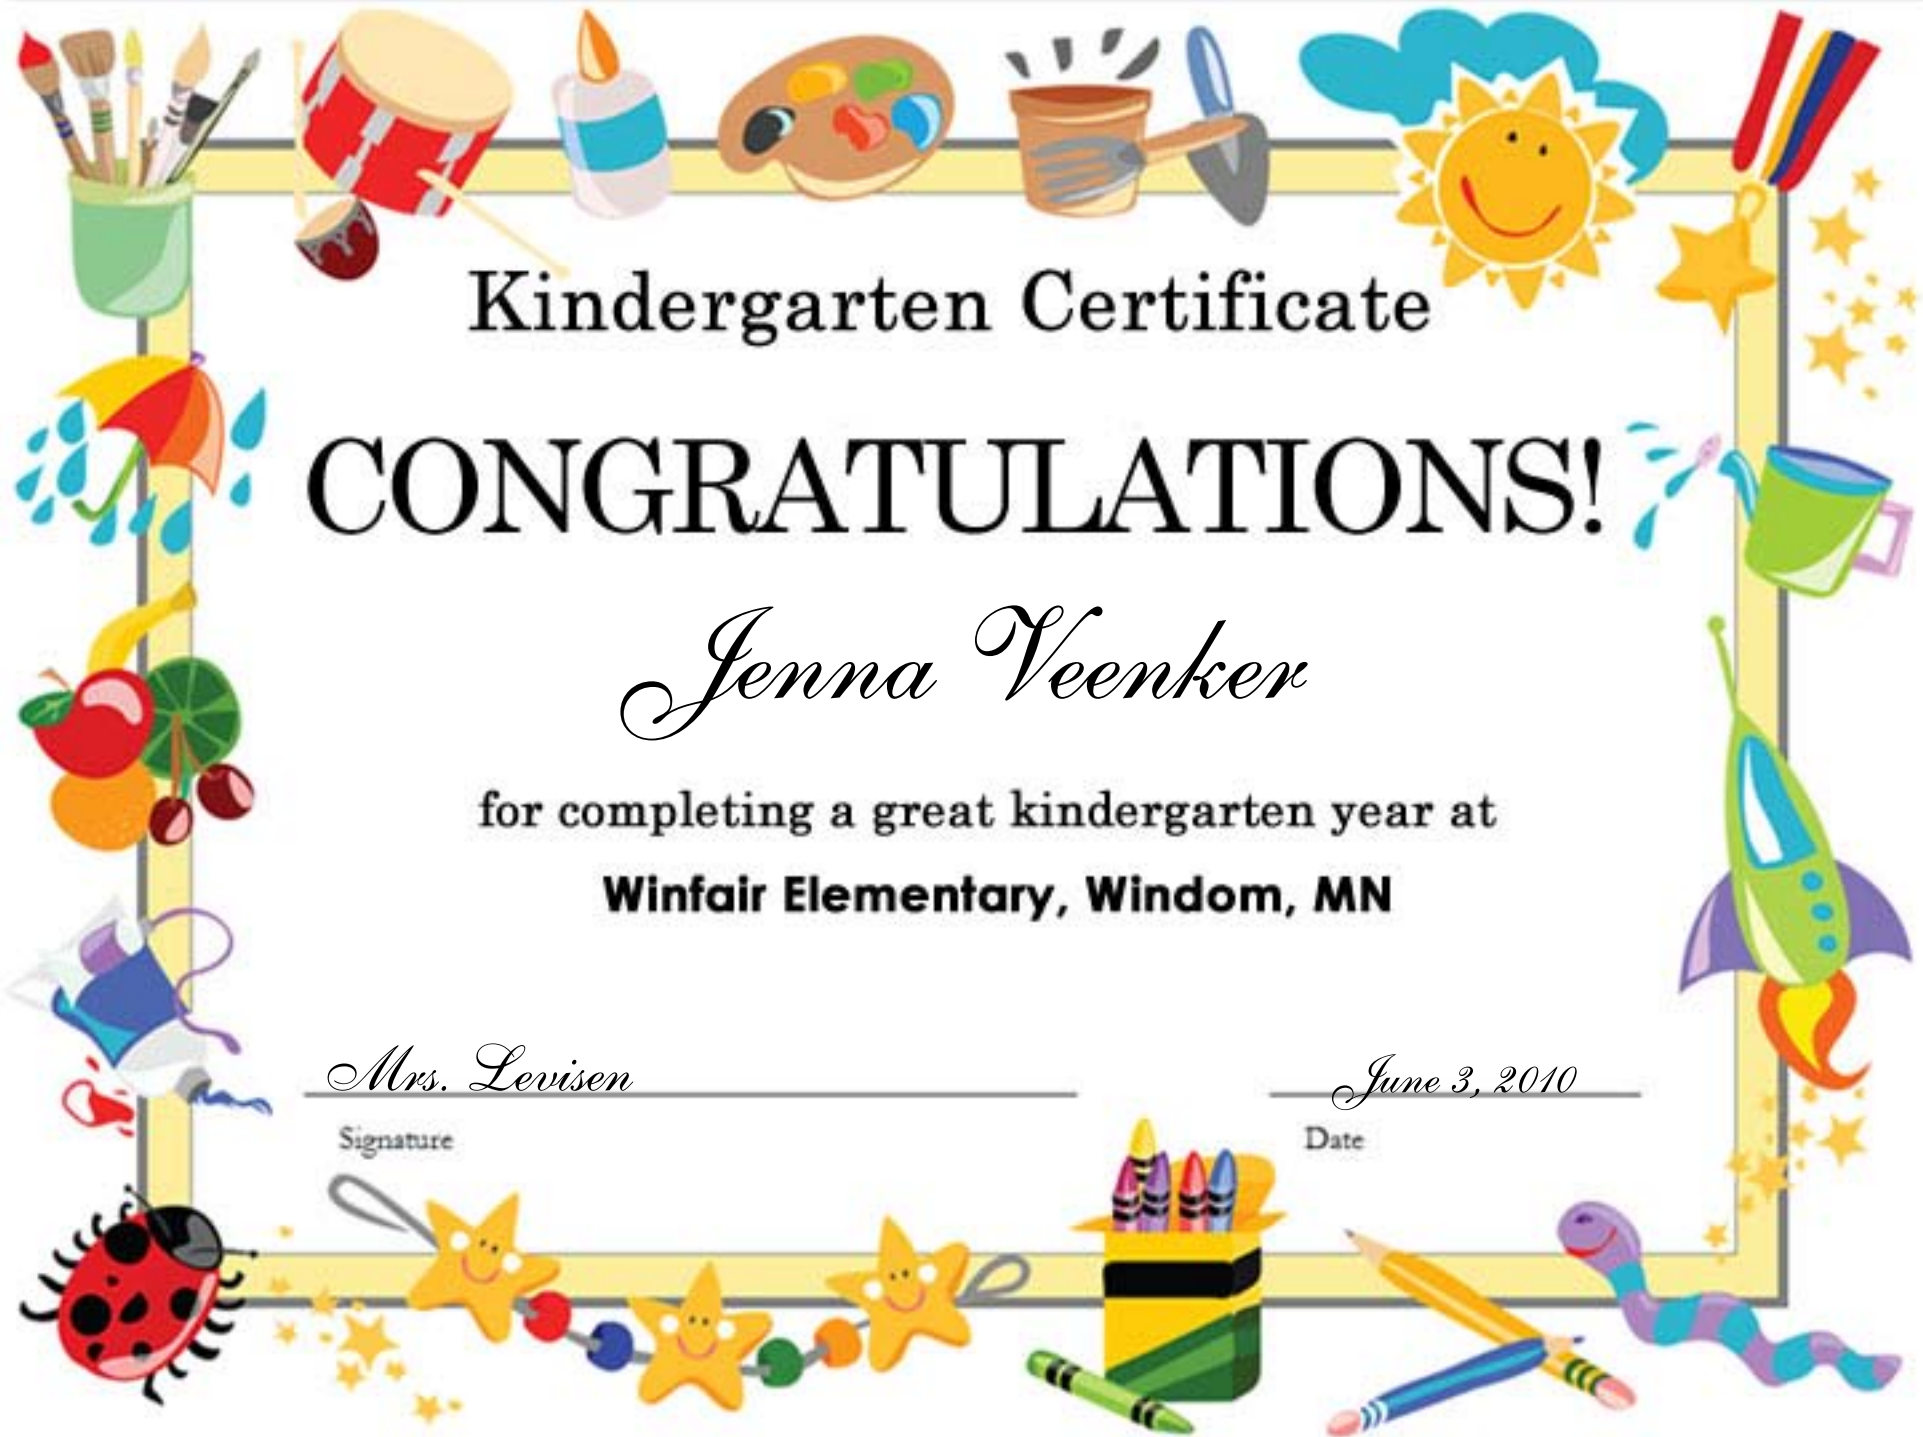 Kindergarten Certificate
CONGRATULATIONS!
Jenna Veenker
for completing a great kindergarten year at
Winfair Elementary, Windom, MN
Mrs. Levisen
June 3, 2010
Signature
Date